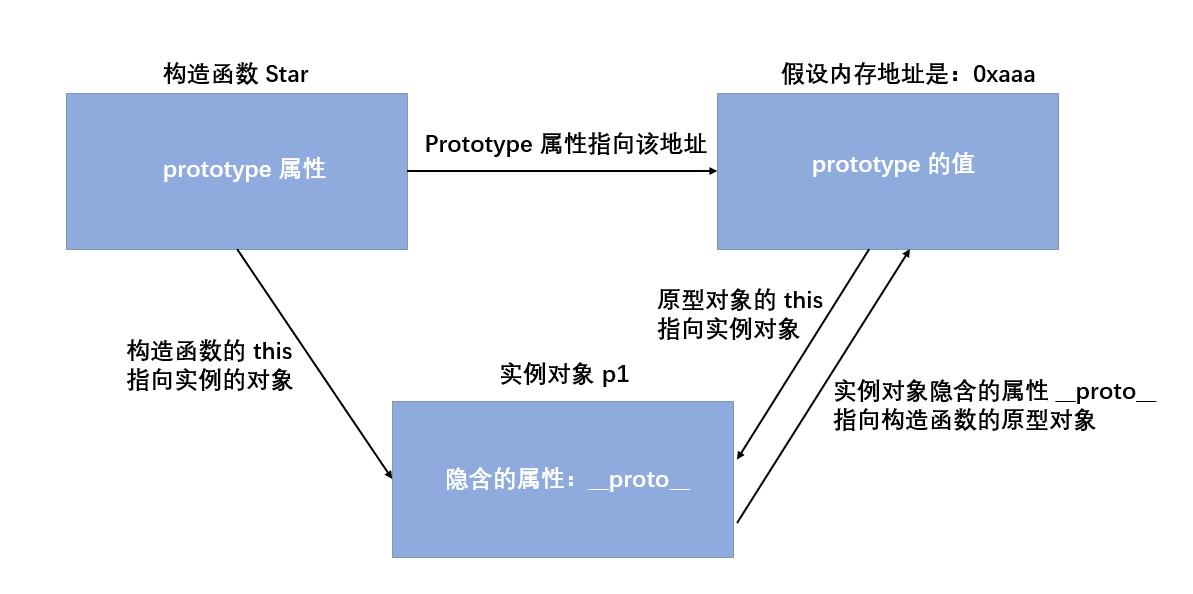 构造函数 Star
假设内存地址是：0xaaa
prototype 属性
Prototype 属性指向该地址
prototype 的值
构造函数的 this
指向实例的对象
原型对象的 this
指向实例对象
实例对象 p1
实例对象隐含的属性 __proto__
指向构造函数的原型对象
隐含的属性：__proto__